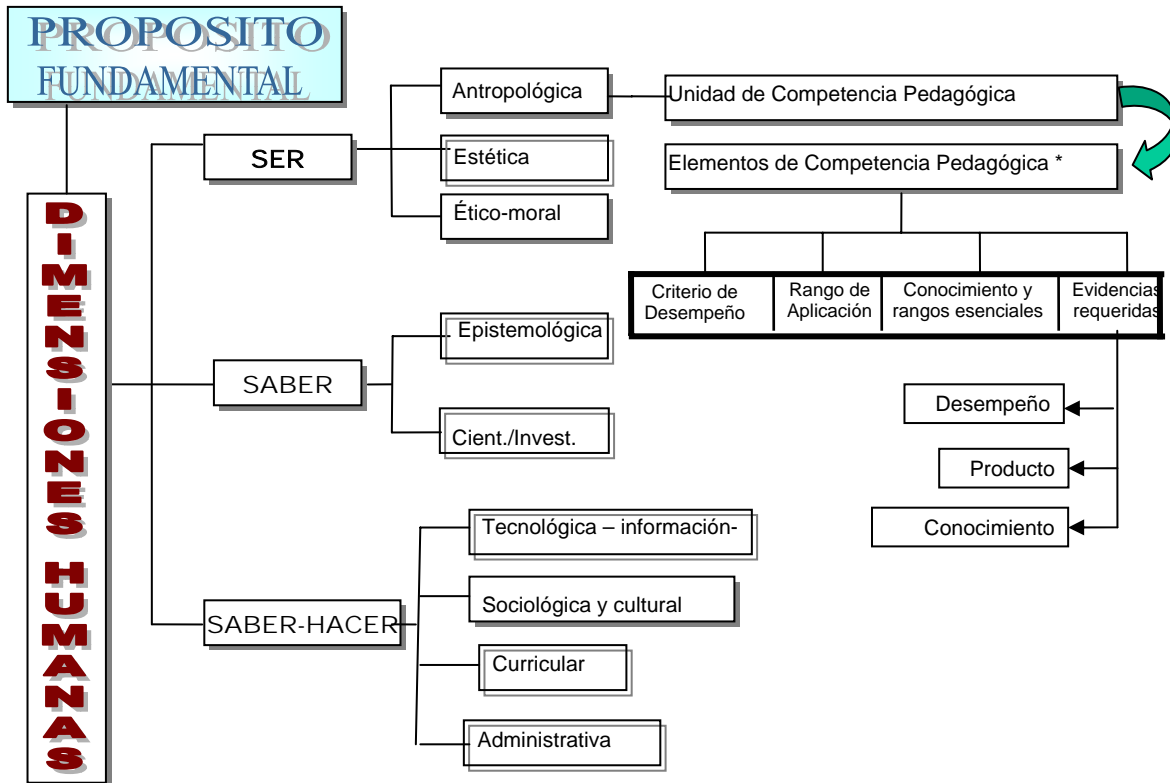 PROPOSITO
FUNDAMENTAL
DIMENSIONES HUMANAS
SER
Antropológica
Estética
Ético-moral
Unidad de Competencia Pedagógica
Elementos de Competencia Pedagógica *
Criterio de
Desempeño
Rango de
Aplicación
Conocimiento y
rangos esenciales
Evidencias
requeridas
Desempeño
Producto
Conocimiento
SABER
Epistemológica
Cient./Invest.
SABER-HACER
Tecnológica – información-
Sociológica y cultural
Curricular
Administrativa